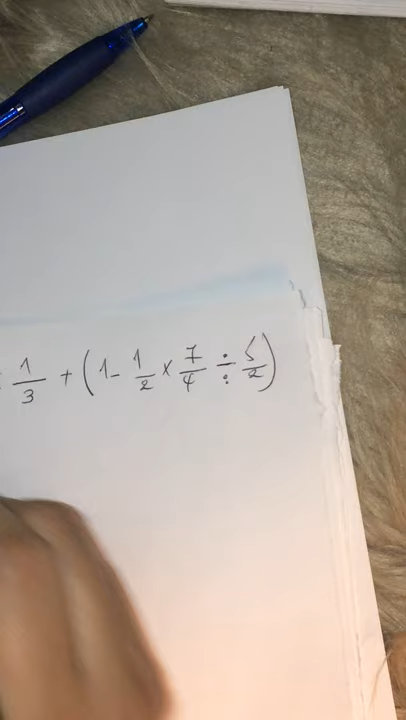 = 1/3 + (1 - 1/2 × 7/4 ÷ 5/2)